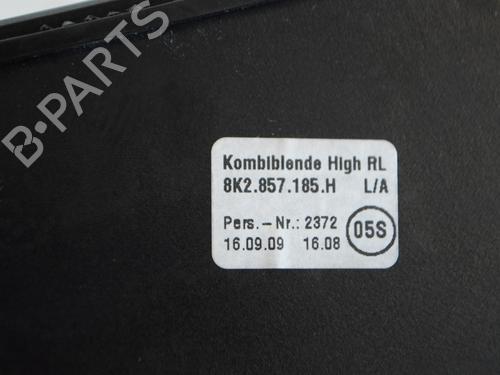 B-PARTS
Kombiblende High RL
8K2.857.185.H L/A
Pers.-Nr.: 2372
16.09.09 16.08
05S